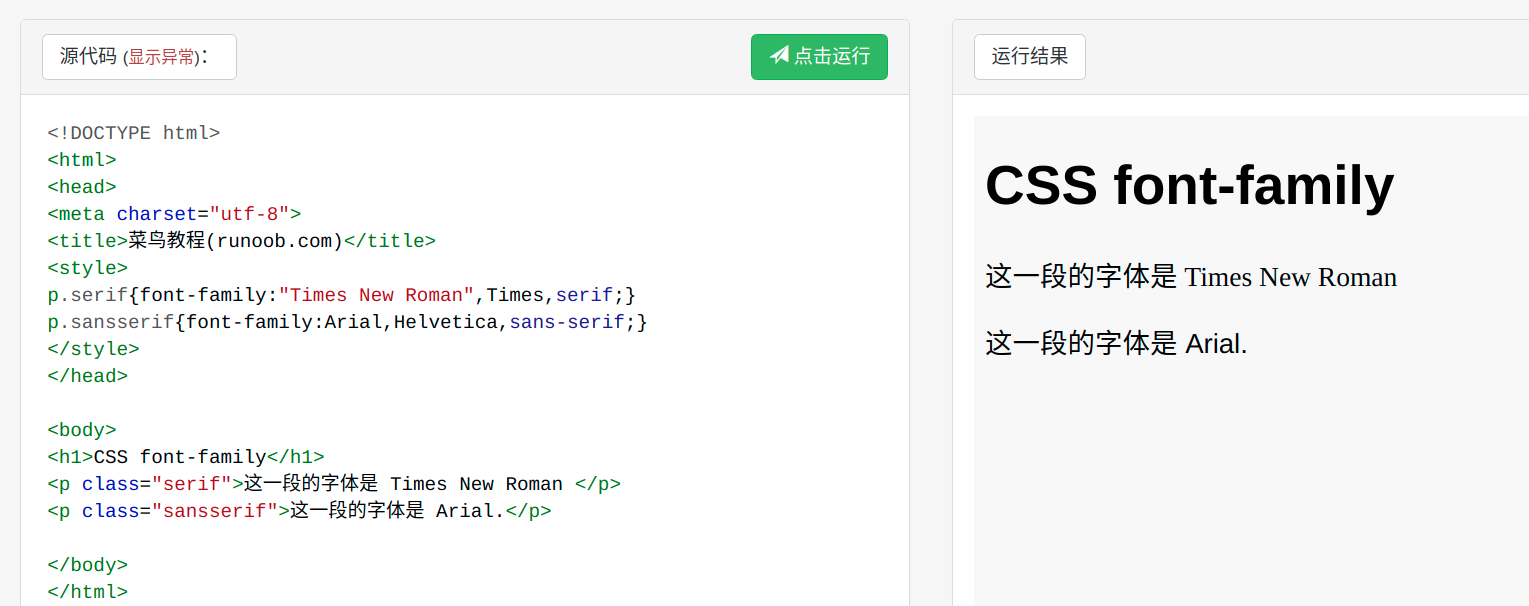 源代码 (显示异常)：
点击运行
<!DOCTYPE html>
<html>
<head>
<meta charset="utf-8">
<title>菜鸟教程(runoob.com)</title>
<style>
p.serif{font-family:"Times New Roman",Times,serif;}
p.sansserif{font-family:Arial,Helvetica,sans-serif;}
</style>
</head>
<body>
<h1>CSS font-family</h1>
<p class="serif">这一段的字体是 Times New Roman </p>
<p class="sansserif">这一段的字体是 Arial.</p>
</body>
</html>
运行结果
CSS font-family
这一段的字体是 Times New Roman
这一段的字体是 Arial.